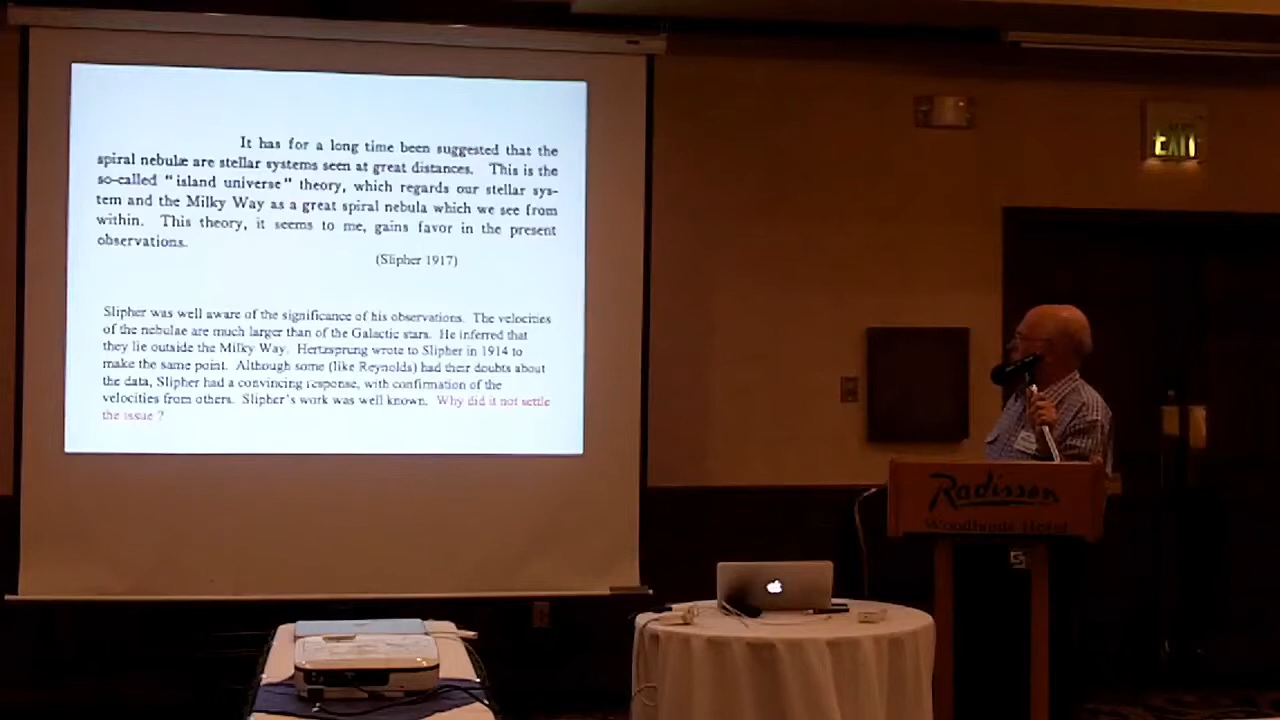 It has for a long time been suggested that the
spiral nebulæ are stellar systems seen at great distances. This is the
so-called "island universe" theory, which regards our stellar sys-
tem and the Milky Way as a great spiral nebula which we see from
within. This theory, it seems to me, gains favor in the present
observations.
(Slipher 1917)
Slipher was well aware of the significance of his observations. The velocities
of the nebulae are much larger than of the Galactic stars. He inferred that
they lie outside the Milky Way. Hertzsprung wrote to Slipher in 1914 to
make the same point. Although some (like Reynolds) had their doubts about
the data, Slipher had a convincing response, with confirmation of the
velocities from others. Slipher's work was well known. Why did it not settle
the issue ?
EXIT
Radisson
Woodlands Hotel